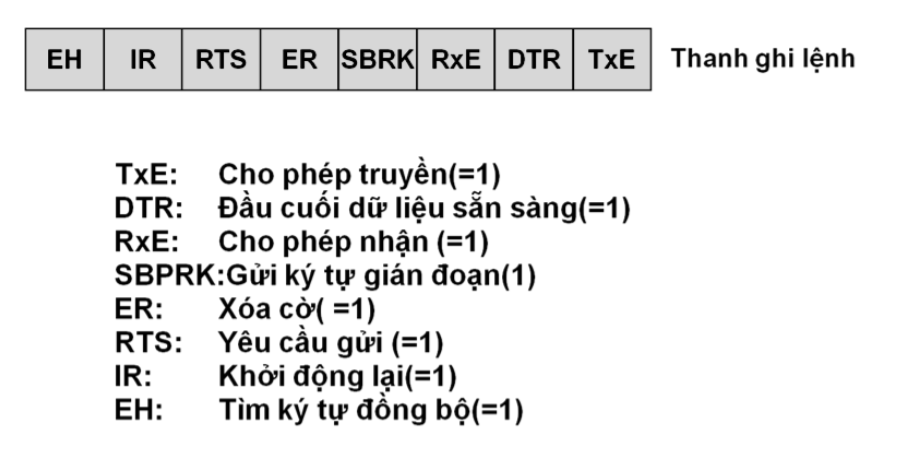 EH IR RTS ER SBRK RxE DTR TxE Thanh ghi lệnh
TxE: Cho phép truyền(=1)
DTR: Đầu cuối dữ liệu sẵn sàng(=1)
RxE: Cho phép nhận (=1)
SBPRK:Gửi ký tự gián đoạn(1)
ER: Xóa cờ( =1)
RTS: Yêu cầu gửi (=1)
IR: Khởi động lại(=1)
EH: Tìm ký tự đồng bộ(=1)